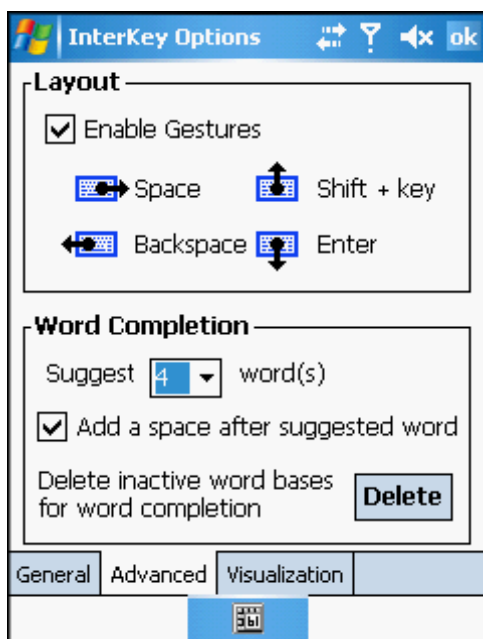 InterKey Options ok
Layout
Enable Gestures
Space Shift + key
Backspace Enter
Word Completion
Suggest 4 word(s)
Add a space after suggested word
Delete inactive word bases
for word completion Delete
General Advanced Visualization